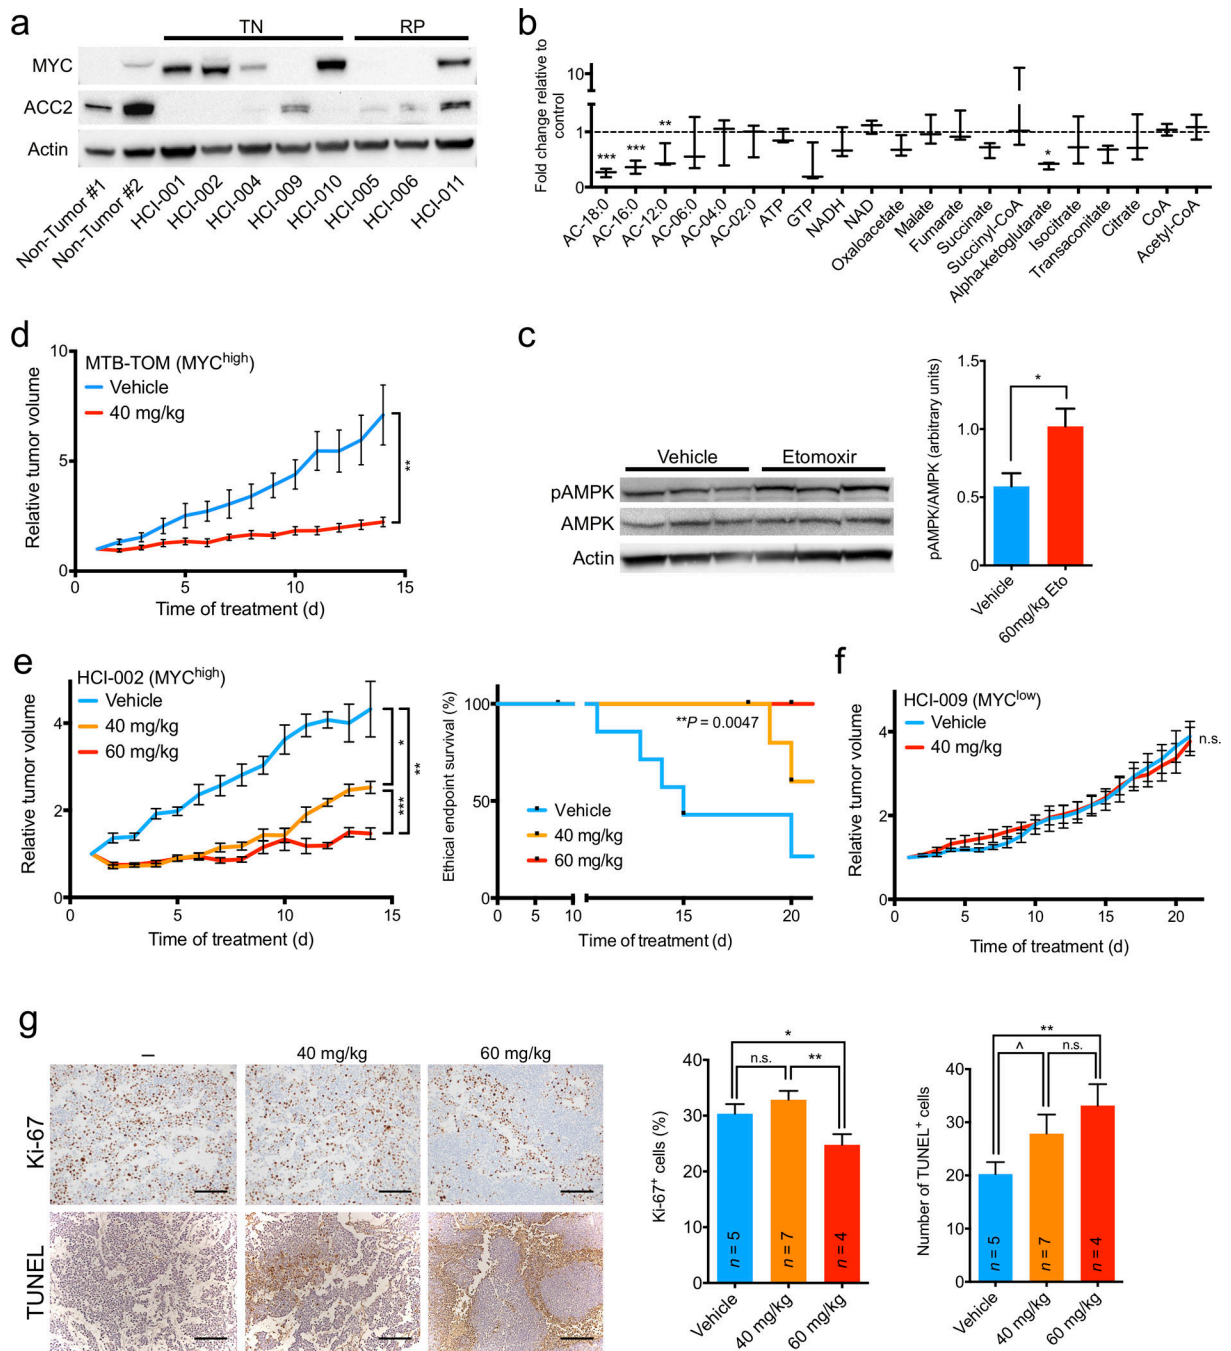 a
TN RP
MYC
ACC2
Actin
Non-Tumor #1
Non-Tumor #2
HCI-001
HCI-002
HCI-004
HCI-009
HCI-010
HCI-005
HCI-006
HCI-011
b
Fold change relative to
control
10
1
0
*** *** ** *
AC-18:0
AC-16:0
AC-12:0
AC-06:0
AC-04:0
AC-02:0
ATP
GTP
NADH
NAD
Oxaloacetate
Malate
Fumarate
Succinate
Succinyl-CoA
Alpha-ketoglutarate
Isocitrate
Transaconitate
Citrate
CoA
Acetyl-CoA
d
MTB-TOM (MYChigh)
Vehicle
40 mg/kg
Relative tumor volume
10
5
0
0 5 10 15
Time of treatment (d)
**
c
Vehicle Etomoxir
pAMPK
AMPK
Actin
pAMPK/AMPK (arbitrary units)
1.5
1.0
0.5
0
*
Vehicle
60mg/kg Eto
e
HCI-002 (MYChigh)
Vehicle
40 mg/kg
60 mg/kg
Relative tumor volume
4
2
0
0 5 10 15
Time of treatment (d)
*
**
***
Ethical endpoint survival (%)
100
50
0
**P = 0.0047
Vehicle
40 mg/kg
60 mg/kg
0 5 10 15 20
Time of treatment (d)
f
HCI-009 (MYClow)
Vehicle
40 mg/kg
n.s.
Relative tumor volume
4
2
0
0 5 10 15 20
Time of treatment (d)
g
– 40 mg/kg 60 mg/kg
Ki-67
TUNEL
Ki-67+ cells (%)
40
30
20
10
0
*
n.s. **
n = 5
n = 7
n = 4
Vehicle
40 mg/kg
60 mg/kg
Number of TUNEL+ cells
40
30
20
10
0
**
^ n.s.
n = 5
n = 7
n = 4
Vehicle
40 mg/kg
60 mg/kg